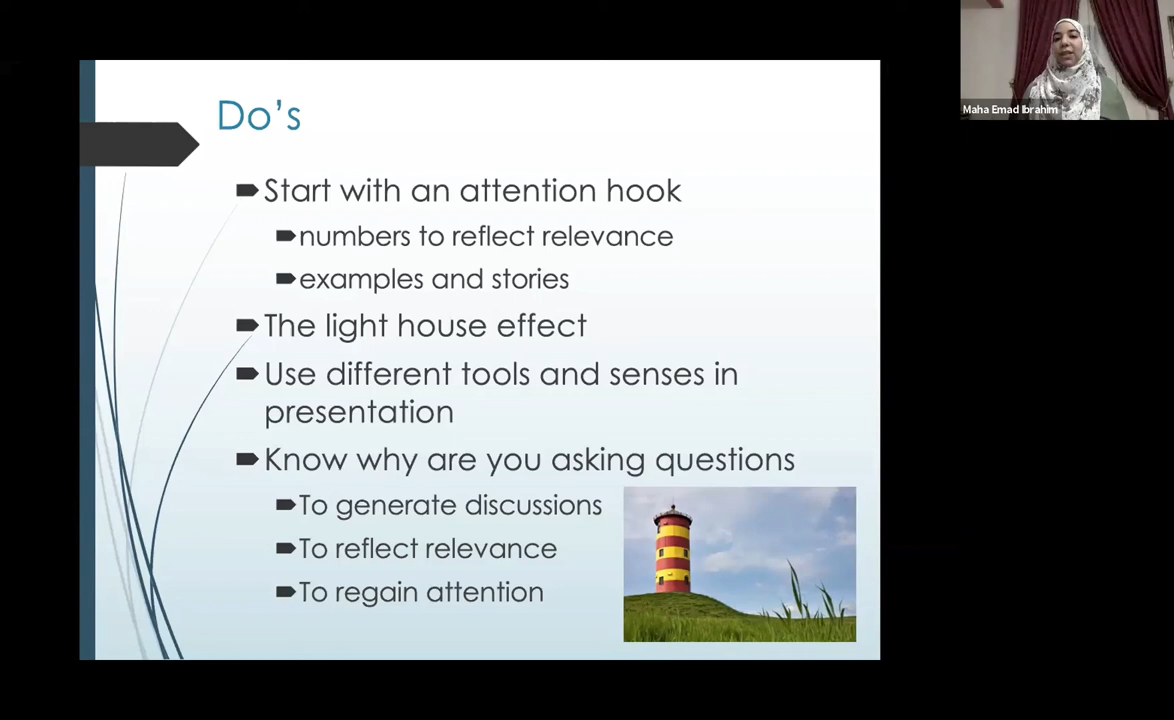 Do's
Start with an attention hook
numbers to reflect relevance
examples and stories
The light house effect
Use different tools and senses in
presentation
Know why are you asking questions
To generate discussions
To reflect relevance
To regain attention
Maha Emad Ibrahim